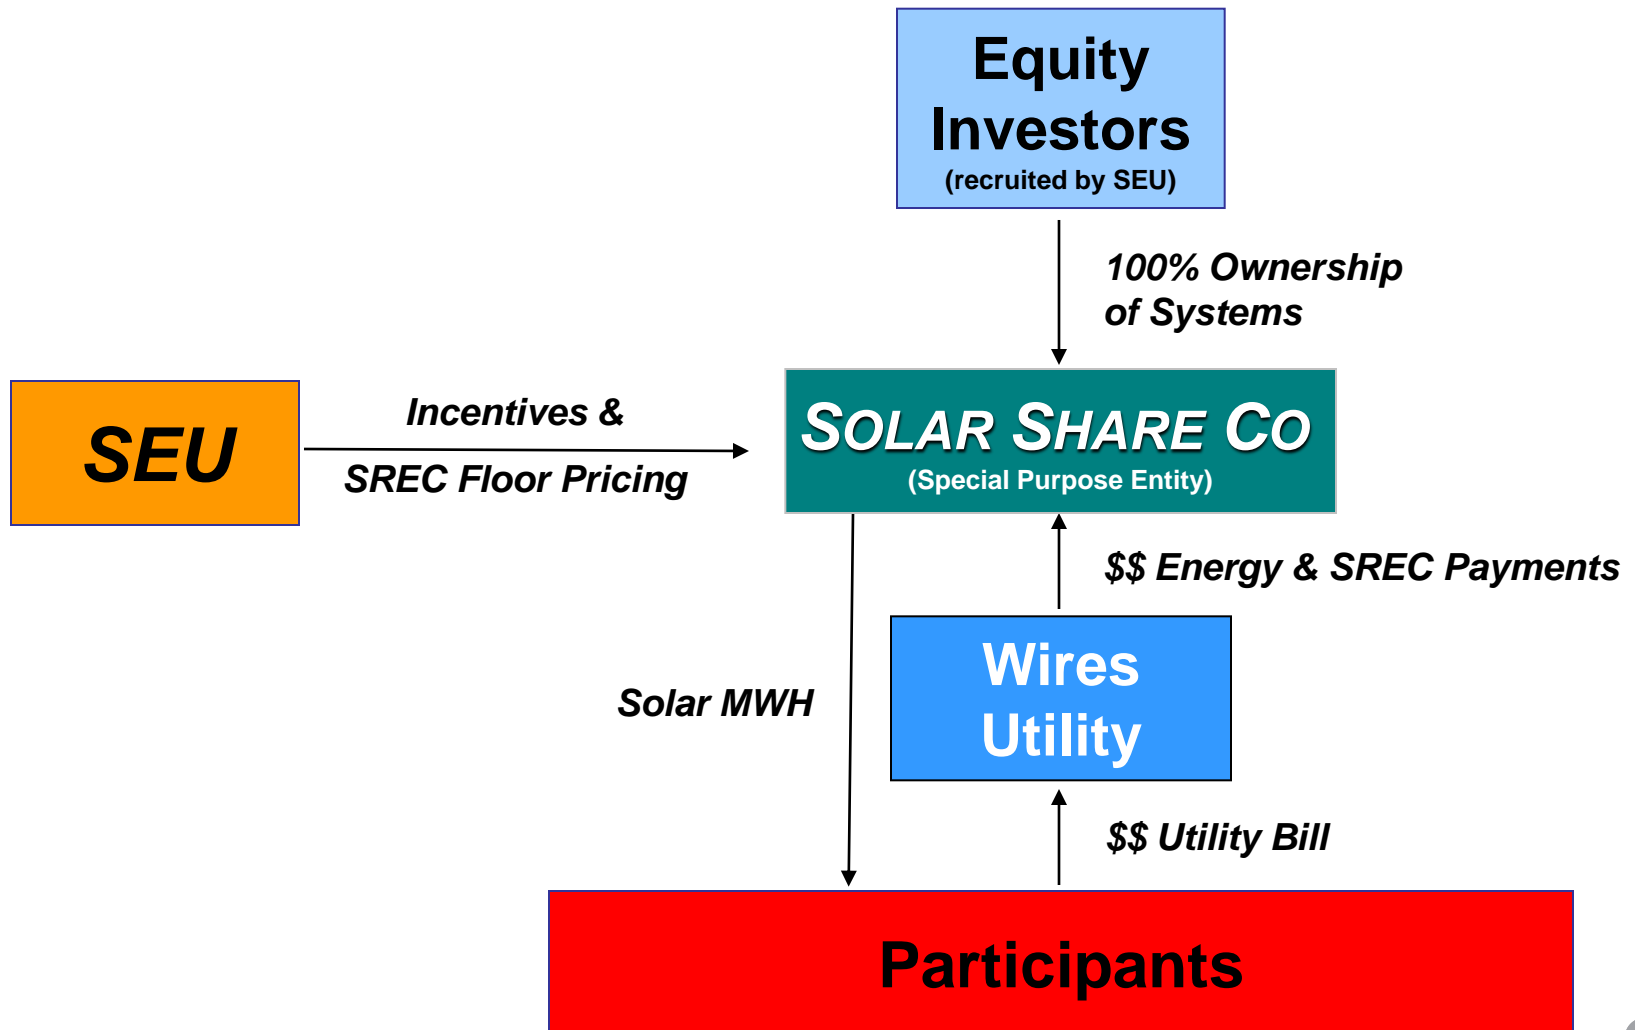 Equity
Investors
(recruited by SEU)
100% Ownership
of Systems
SEU
Incentives &
SREC Floor Pricing
SOLAR SHARE CO
(Special Purpose Entity)
$$ Energy & SREC Payments
Wires
Utility
Solar MWH
$$ Utility Bill
Participants